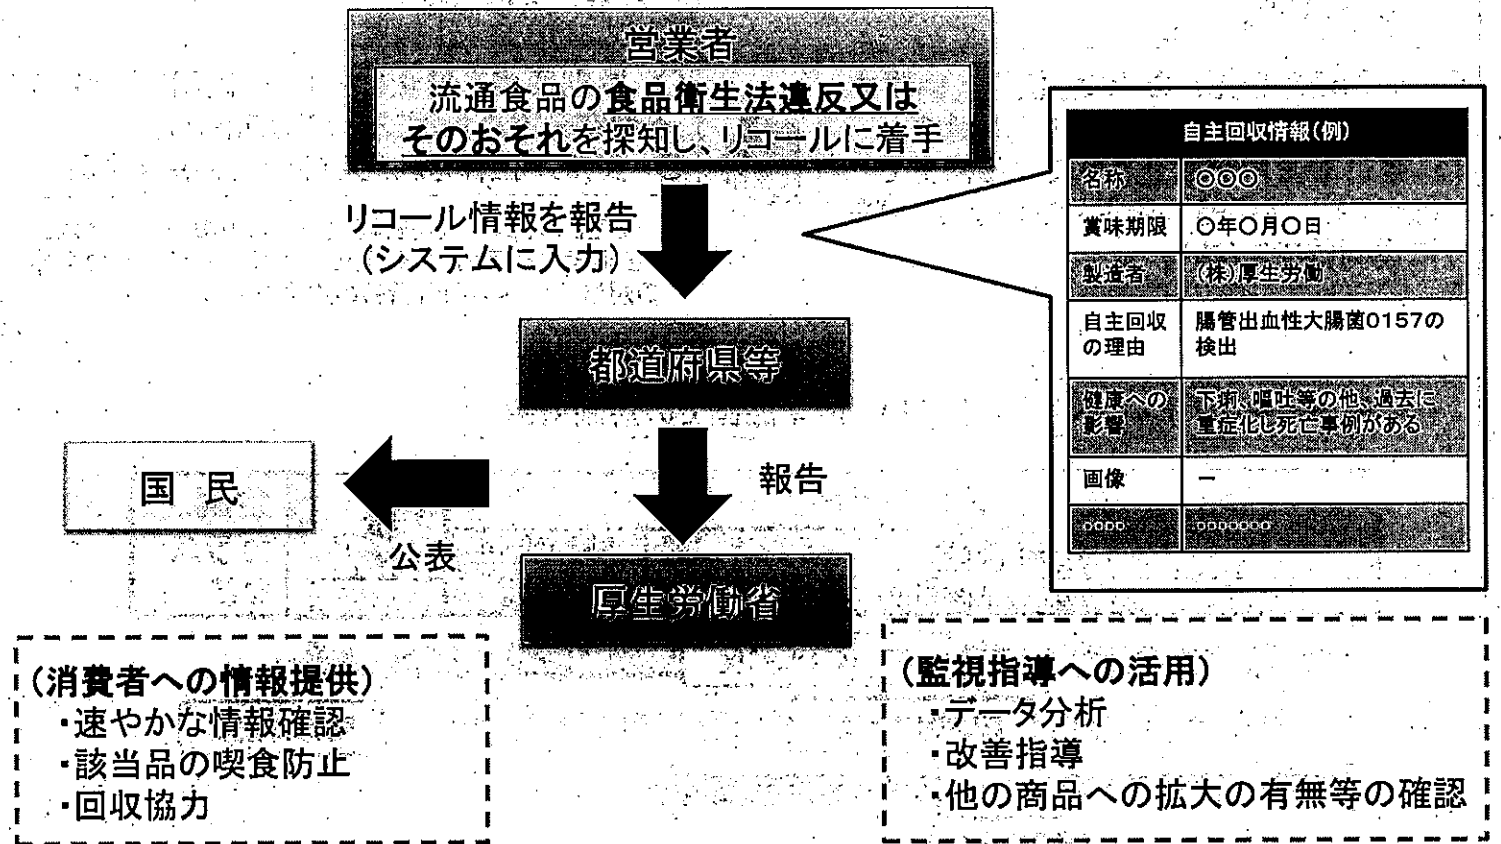 営業者
流通食品の食品衛生法違反又は
そのおそれを探知し、リコールに着手
リコール情報を報告
（システムに入力）
都道府県等
報告
国 民
公表
厚生労働省
自主回収情報（例）
名称 ◎◎◎
賞味期限 〇年〇月〇日
製造者 （株）厚生労働
自主回収
の理由
腸管出血性大腸菌O157の
検出
健康への
影響
下痢、嘔吐等の他、過去に
重症化し死亡事例がある
画像 ー
○○○○ ○○○○○○○
（消費者への情報提供）
・速やかな情報確認
・該当品の喫食防止
・回収協力
（監視指導への活用）
・データ分析
・改善指導
・他の商品への拡大の有無等の確認